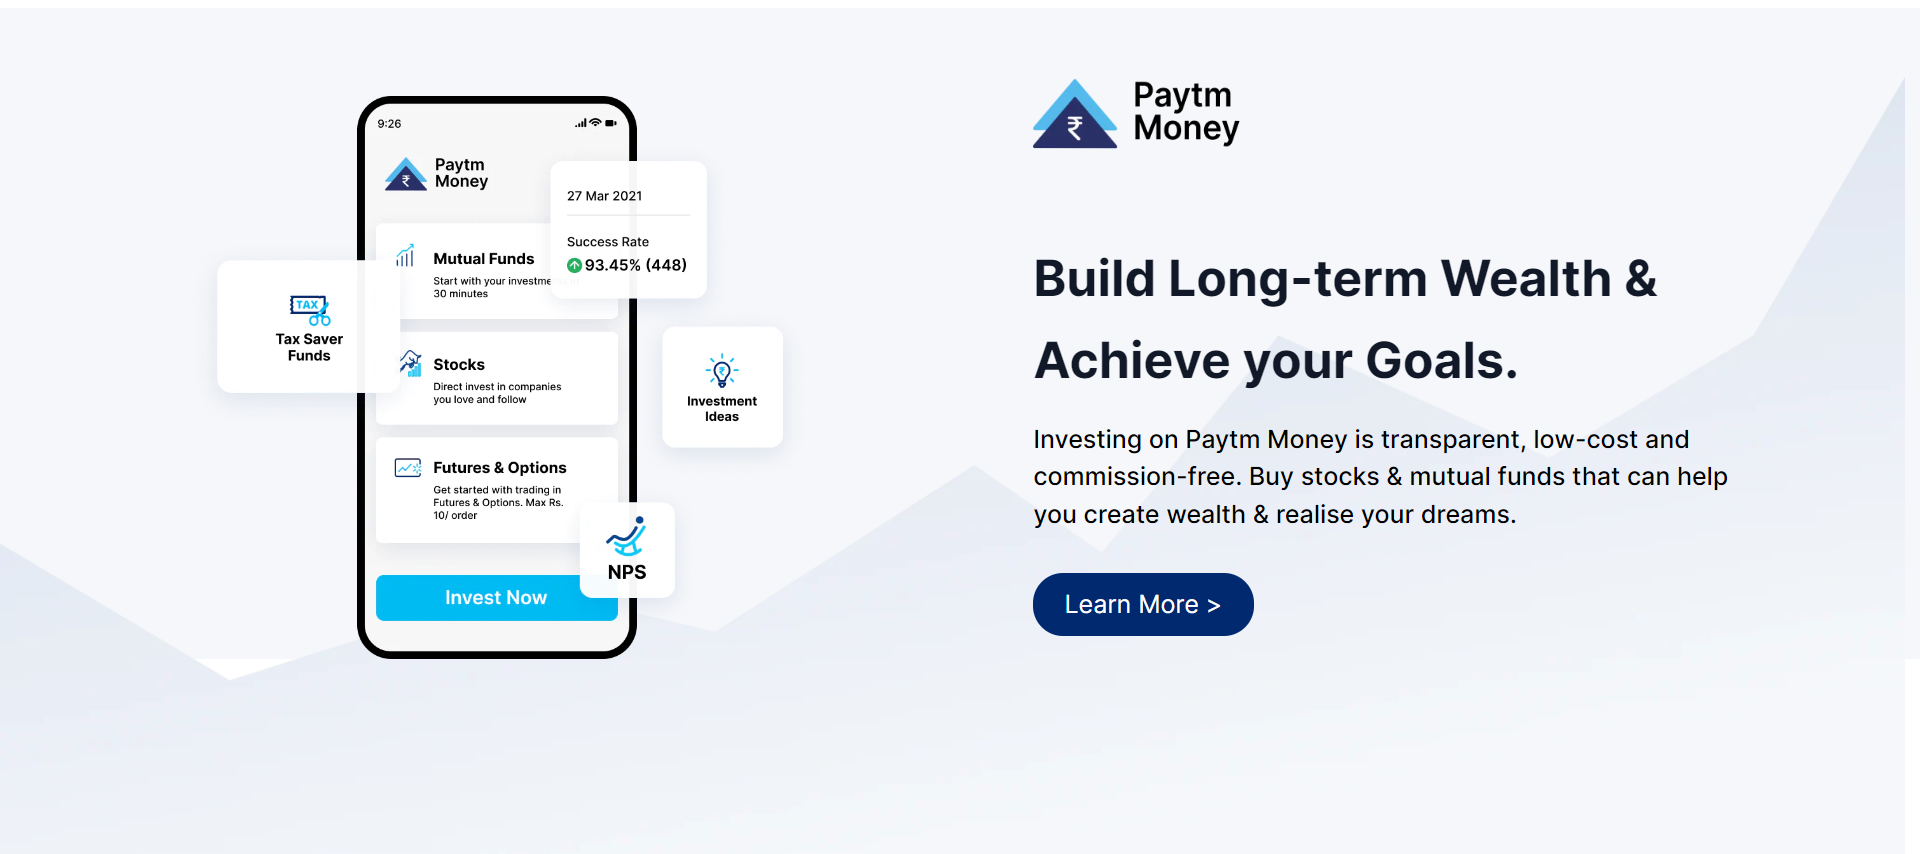 9:26
Paytm
Money
27 Mar 2021
Success Rate
93.45% (448)
Mutual Funds
Start with your
30 minutes
TAX
Tax Saver
Funds
Stocks
Direct invest in companies
you love and follow
Investment
Ideas
Futures & Options
Get started with trading in
Futures & Options. Max Rs.
10/ order
NPS
Invest Now
Paytm
Money
Build Long-term Wealth &
Achieve your Goals.
Investing on Paytm Money is transparent, low-cost and
commission-free. Buy stocks & mutual funds that can help
you create wealth & realise your dreams.
Learn More >